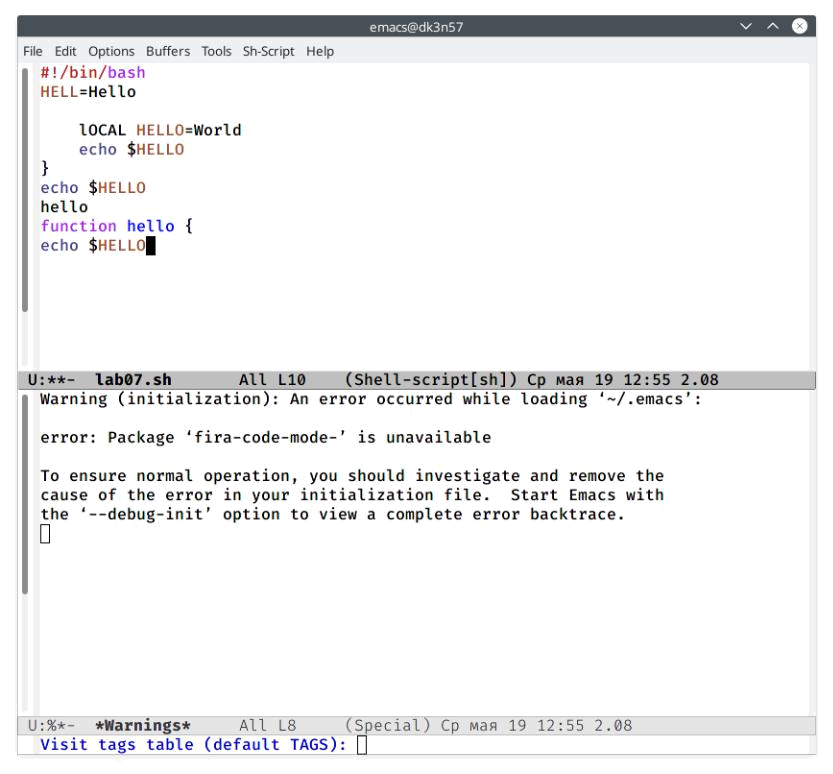 emacs@dk3n57
File Edit Options Buffers Tools Sh-Script Help
#!/bin/bash
HELL=Hello
lOCAL HELLO=World
echo $HELLO
}
echo $HELLO
hello
function hello {
echo $HELLO
U:**- lab07.sh All L10 (Shell-script[sh]) Ср мая 19 12:55 2.08
Warning (initialization): An error occurred while loading ‘~/.emacs’:
error: Package ‘fira-code-mode-’ is unavailable
To ensure normal operation, you should investigate and remove the
cause of the error in your initialization file.  Start Emacs with
the ‘--debug-init’ option to view a complete error backtrace.
U:%*- *Warnings* All L8 (Special) Ср мая 19 12:55 2.08
Visit tags table (default TAGS):